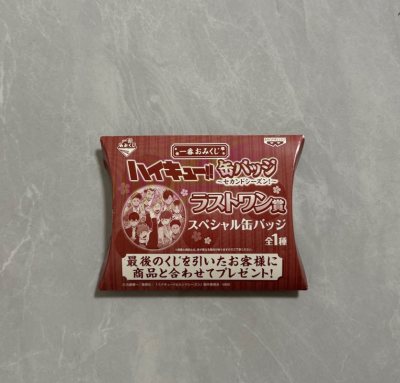 一番おみくじ
ハイキュー!! 缶バッジ
～セカンドシーズン1～
ラストワン賞
スペシャル缶バッジ
全1種
最後のくじを引いたお客様に
商品と合わせてプレゼント!